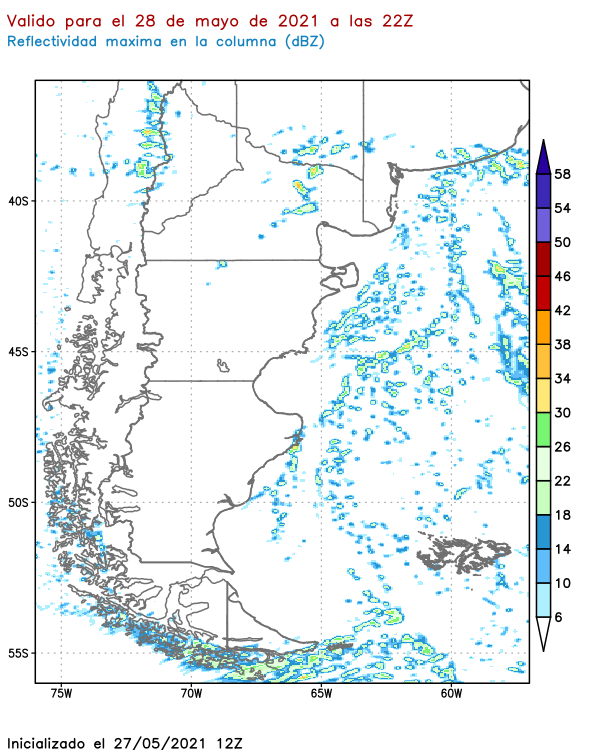 Valido para el 28 de mayo de 2021 a las 22Z
Reflectividad maxima en la columna (dBZ)
58
54
50
46
42
38
34
30
26
22
18
14
10
6
40S
45S
50S
55S
75W
70W
65W
60W
Inicializado el 27/05/2021 12Z